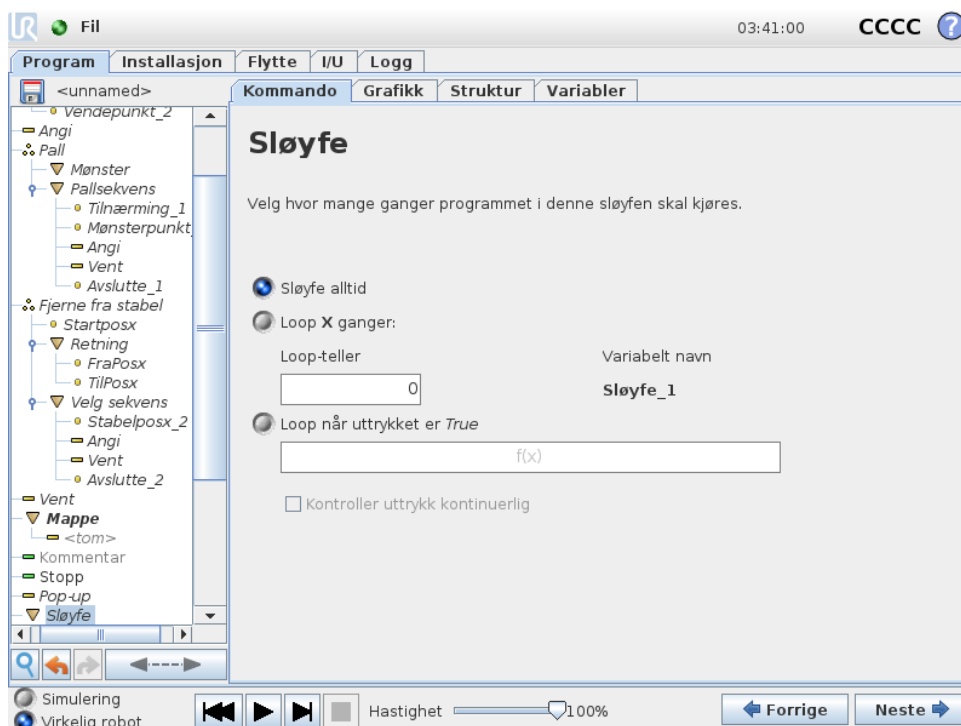 UR Fil 03:41:00 CCCC ?
Program Installasjon Flytte I/U Logg
<unnamed>
Kommando Grafikk Struktur Variabler
Vendepunkt_2
Angi
Pall
Mønster
Pallsekvens
Tilnærming_1
Mønsterpunkt_
Angi
Vent
Avslutte_1
Fjerne fra stabel
Startposx
Retning
FraPosx
TilPosx
Velg sekvens
Stabelposx_2
Angi
Vent
Avslutte_2
Vent
Mappe
<tom>
Kommentar
Stopp
Pop-up
Sløyfe
Sløyfe
Velg hvor mange ganger programmet i denne sløyfen skal kjøres.
Sløyfe alltid
Loop X ganger:
Loop-teller Variabelt navn
0 Sløyfe_1
Loop når uttrykket er True
f(x)
Kontroller uttrykk kontinuerlig
Simulering
Virkelig robot
Hastighet 100%
Forrige Neste